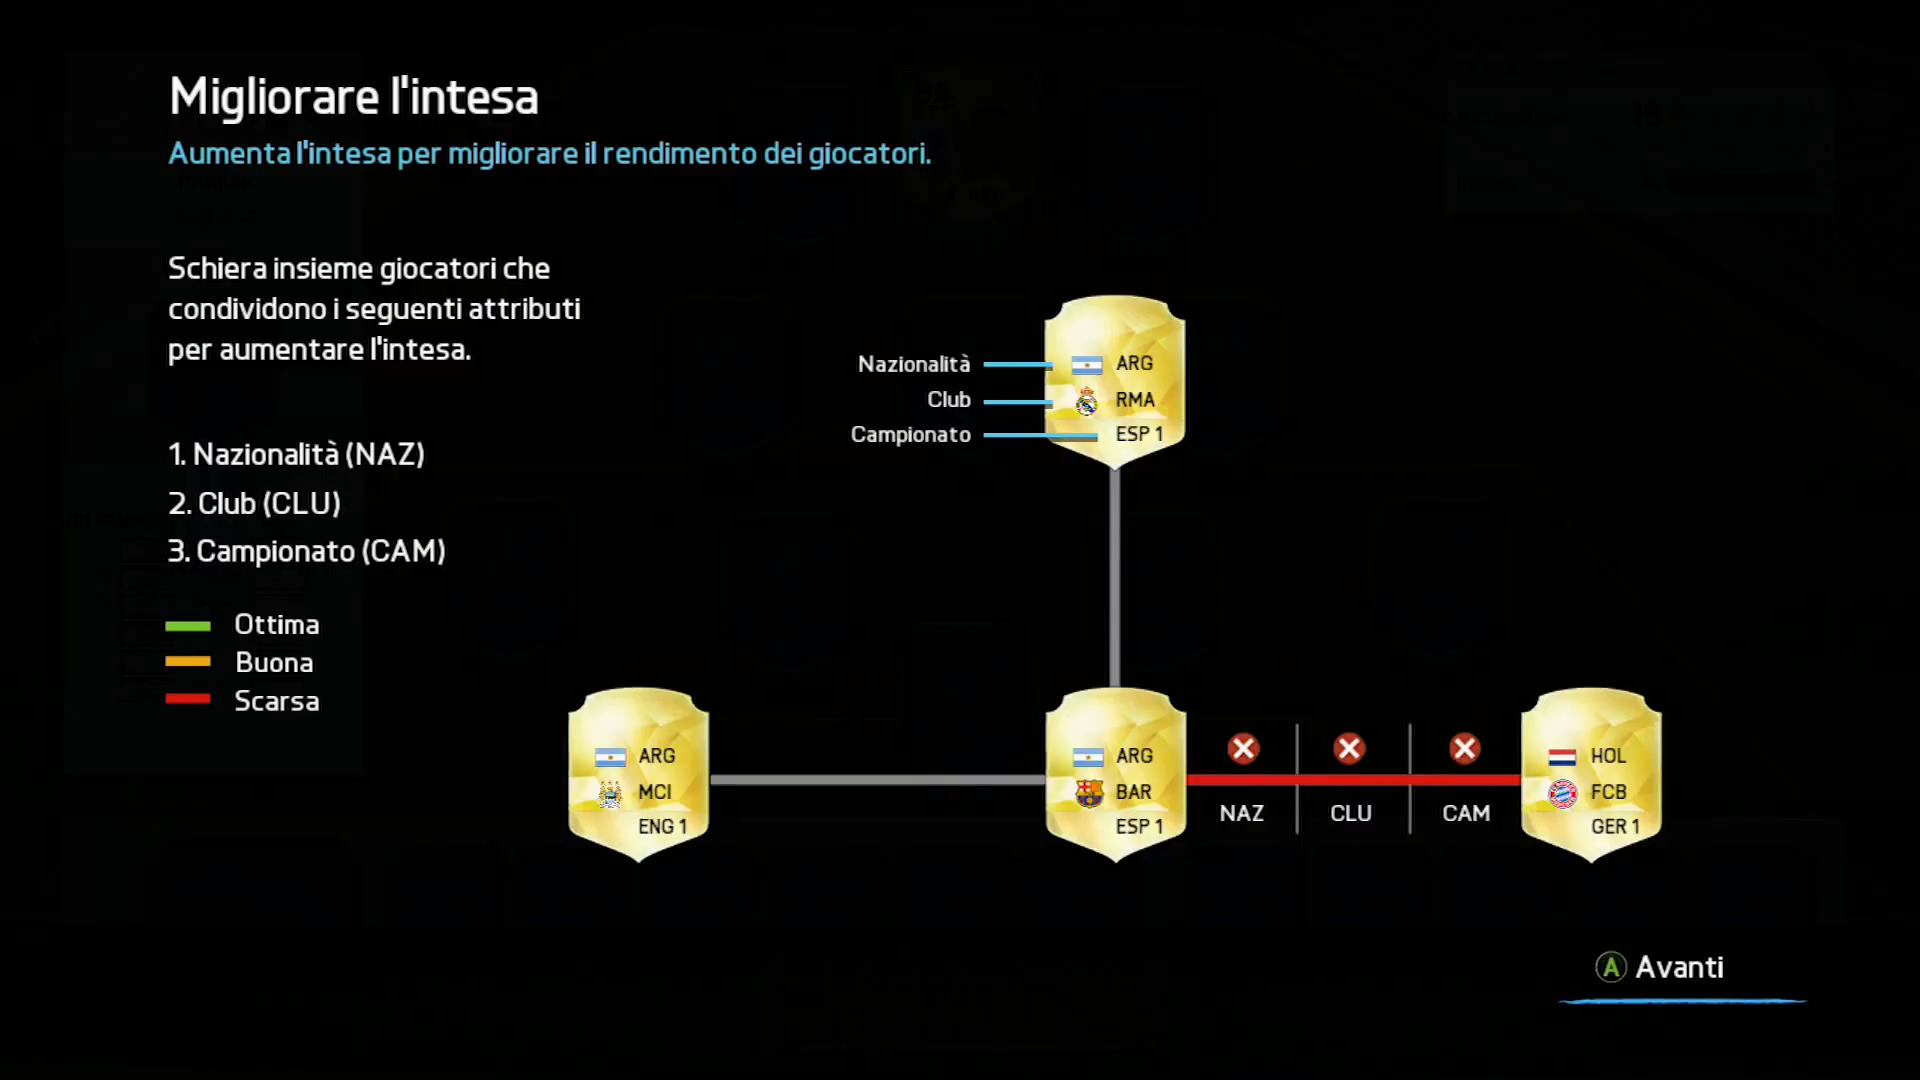 Migliorare l'intesa
Aumenta l'intesa per migliorare il rendimento dei giocatori.
Schiera insieme giocatori che
condividono i seguenti attributi
per aumentare l'intesa.
1. Nazionalità (NAZ)
2. Club (CLU)
3. Campionato (CAM)
Ottima
Buona
Scarsa
Nazionalità
Club
Campionato
ARG
RMA
ESP 1
ARG
MCI
ENG 1
ARG
BAR
ESP 1
NAZ
CLU
CAM
HOL
FCB
GER 1
A Avanti